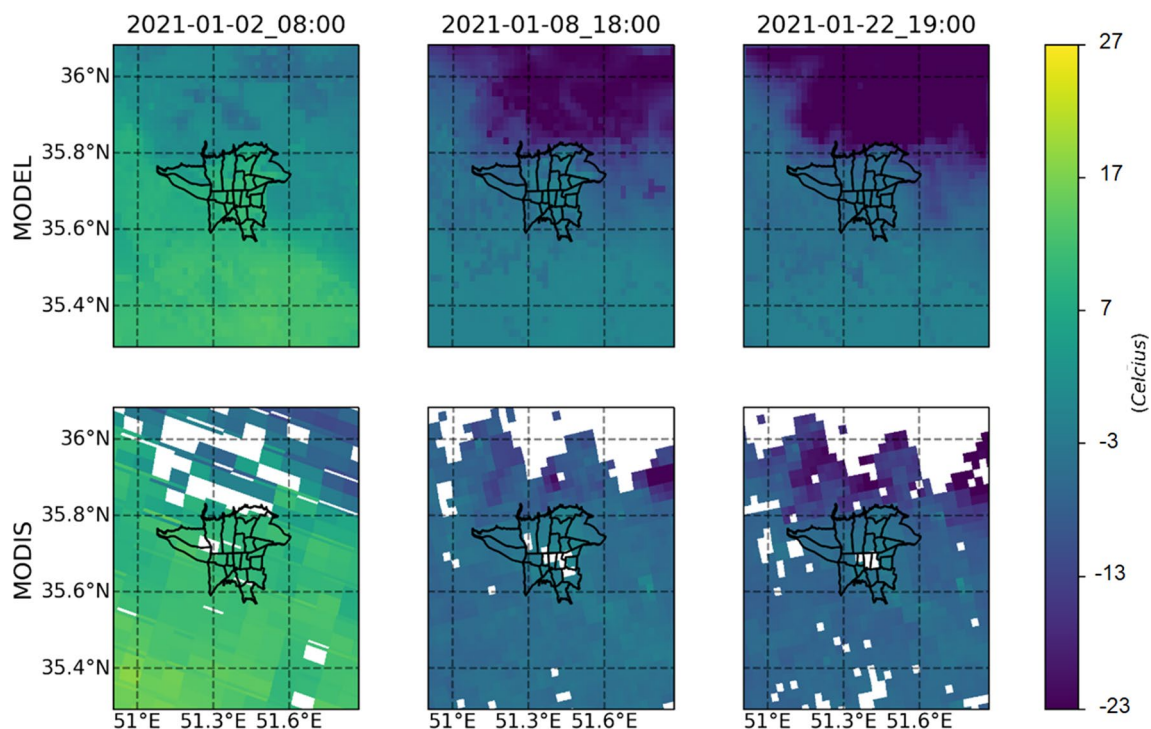 2021-01-02_08:00 2021-01-08_18:00 2021-01-22_19:00
MODEL
36°N
35.8°N
35.6°N
35.4°N
MODIS
36°N
35.8°N
35.6°N
35.4°N
51°E 51.3°E 51.6°E 51°E 51.3°E 51.6°E 51°E 51.3°E 51.6°E
27
17
7
-3
-13
-23
(Celcius)